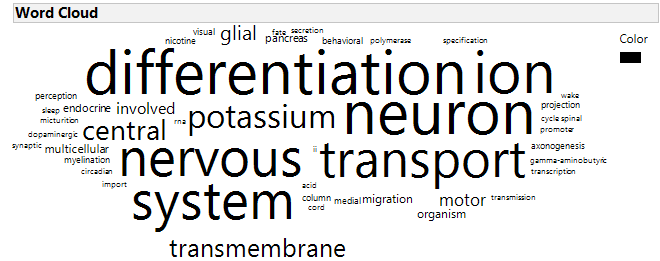 Word Cloud
Color
visual
secretion
nicotine
glial
fate
pancreas
behavioral
polymerase
specification
differentiation
ion
perception
wake
sleep
endocrine
involved
potassium
neuron
projection
micturition
rna
cycle
spinal
dopaminergic
central
promoter
synaptic
multicellular
nervous
ii
transport
axonogenesis
myelination
gamma-aminobutyric
circadian
transcription
import
system
acid
column
medial
migration
motor
transmission
cord
organism
transmembrane